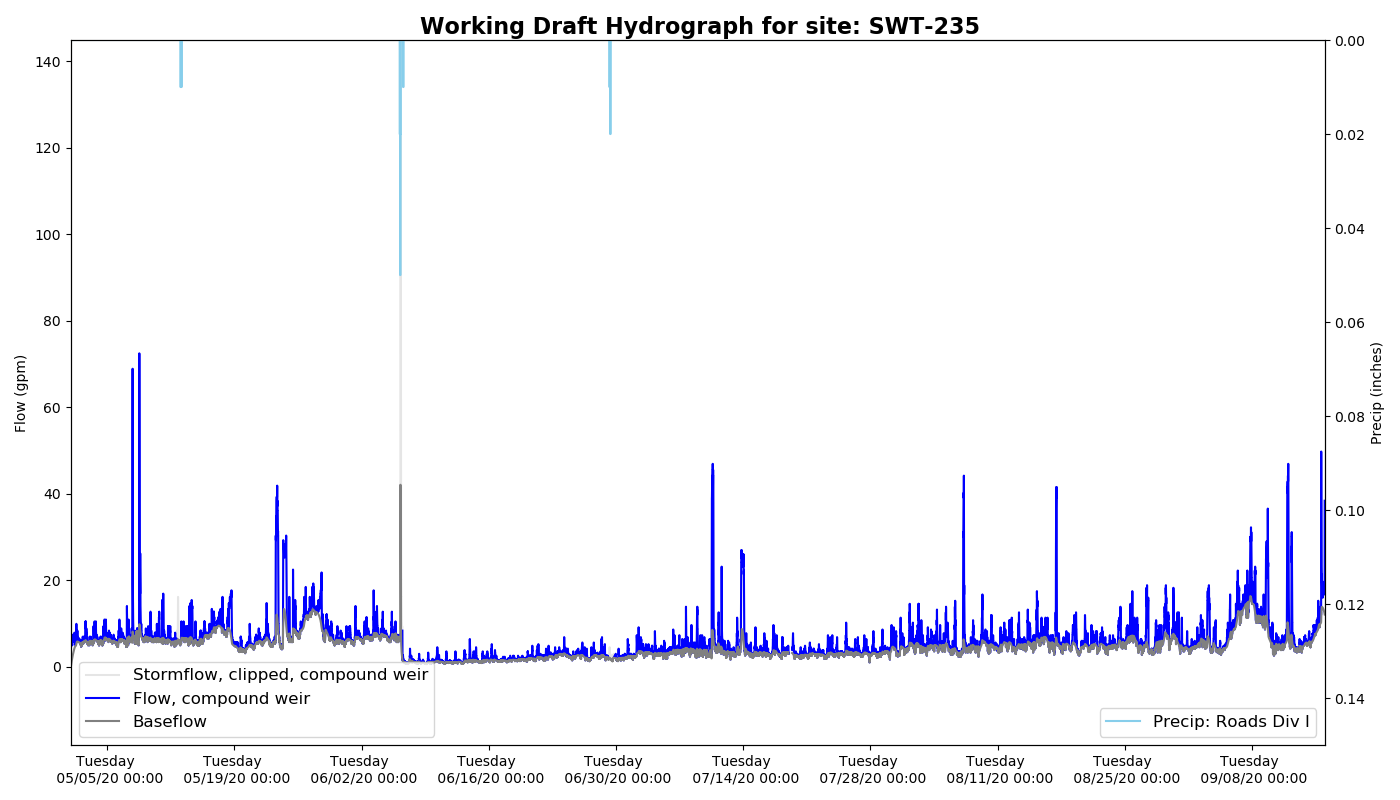 Working Draft Hydrograph for site: SWT-235
140
120
100
80
60
40
20
0
Flow (gpm)
0.00
0.02
0.04
0.06
0.08
0.10
0.12
0.14
Precip (inches)
Stormflow, clipped, compound weir
Flow, compound weir
Baseflow
Precip: Roads Div I
Tuesday
05/05/20 00:00
Tuesday
05/19/20 00:00
Tuesday
06/02/20 00:00
Tuesday
06/16/20 00:00
Tuesday
06/30/20 00:00
Tuesday
07/14/20 00:00
Tuesday
07/28/20 00:00
Tuesday
08/11/20 00:00
Tuesday
08/25/20 00:00
Tuesday
09/08/20 00:00